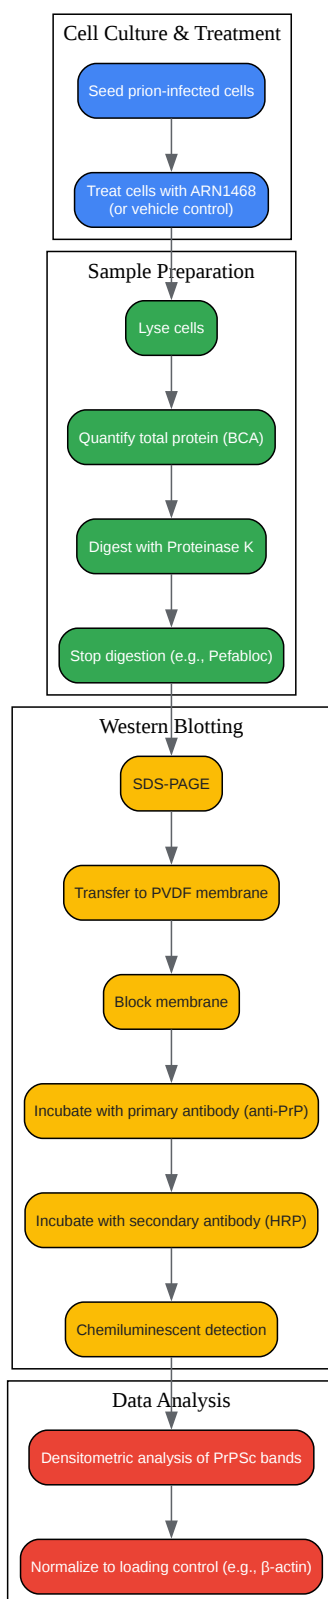 Cell Culture & Treatment
Seed prion-infected cells
Treat cells with ARN1468
(or vehicle control)
Sample Preparation
Lyse cells
Quantify total protein (BCA)
Digest with Proteinase K
Stop digestion (e.g., Pefabloc)
Western Blotting
SDS-PAGE
Transfer to PVDF membrane
Block membrane
Incubate with primary antibody (anti-PrP)
Incubate with secondary antibody (HRP)
Chemiluminescent detection
Data Analysis
Densitometric analysis of PrPSc bands
Normalize to loading control (e.g., β-actin)